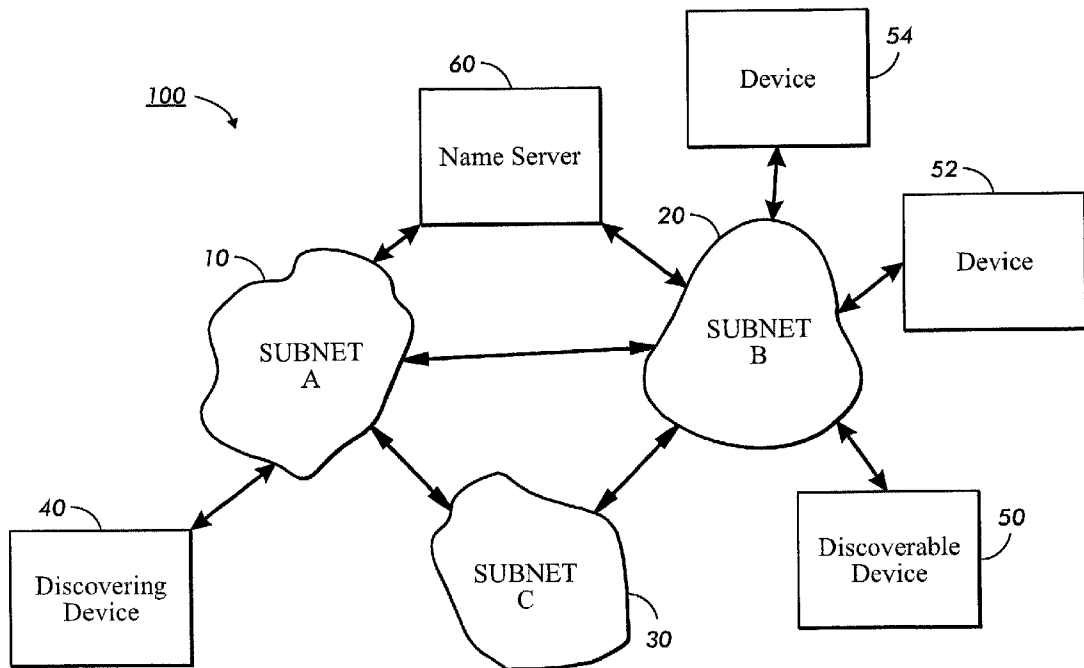 54
Device
60
100
Name Server
52
Device
20
10
SUBNET
B
SUBNET
A
40
Discovering
Device
SUBNET
C
30
50
Discoverable
Device